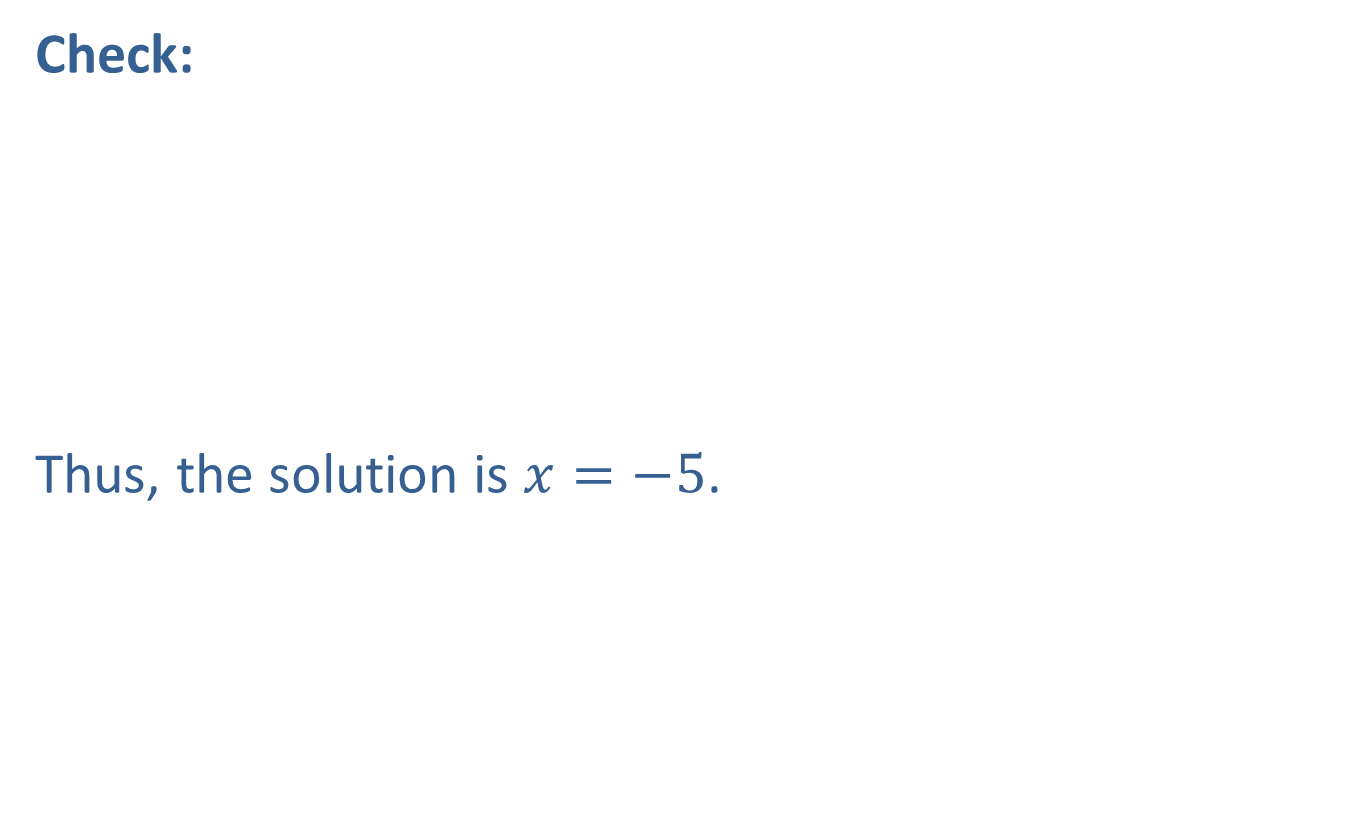 Check:
Thus, the solution is 𝑥 = −5.